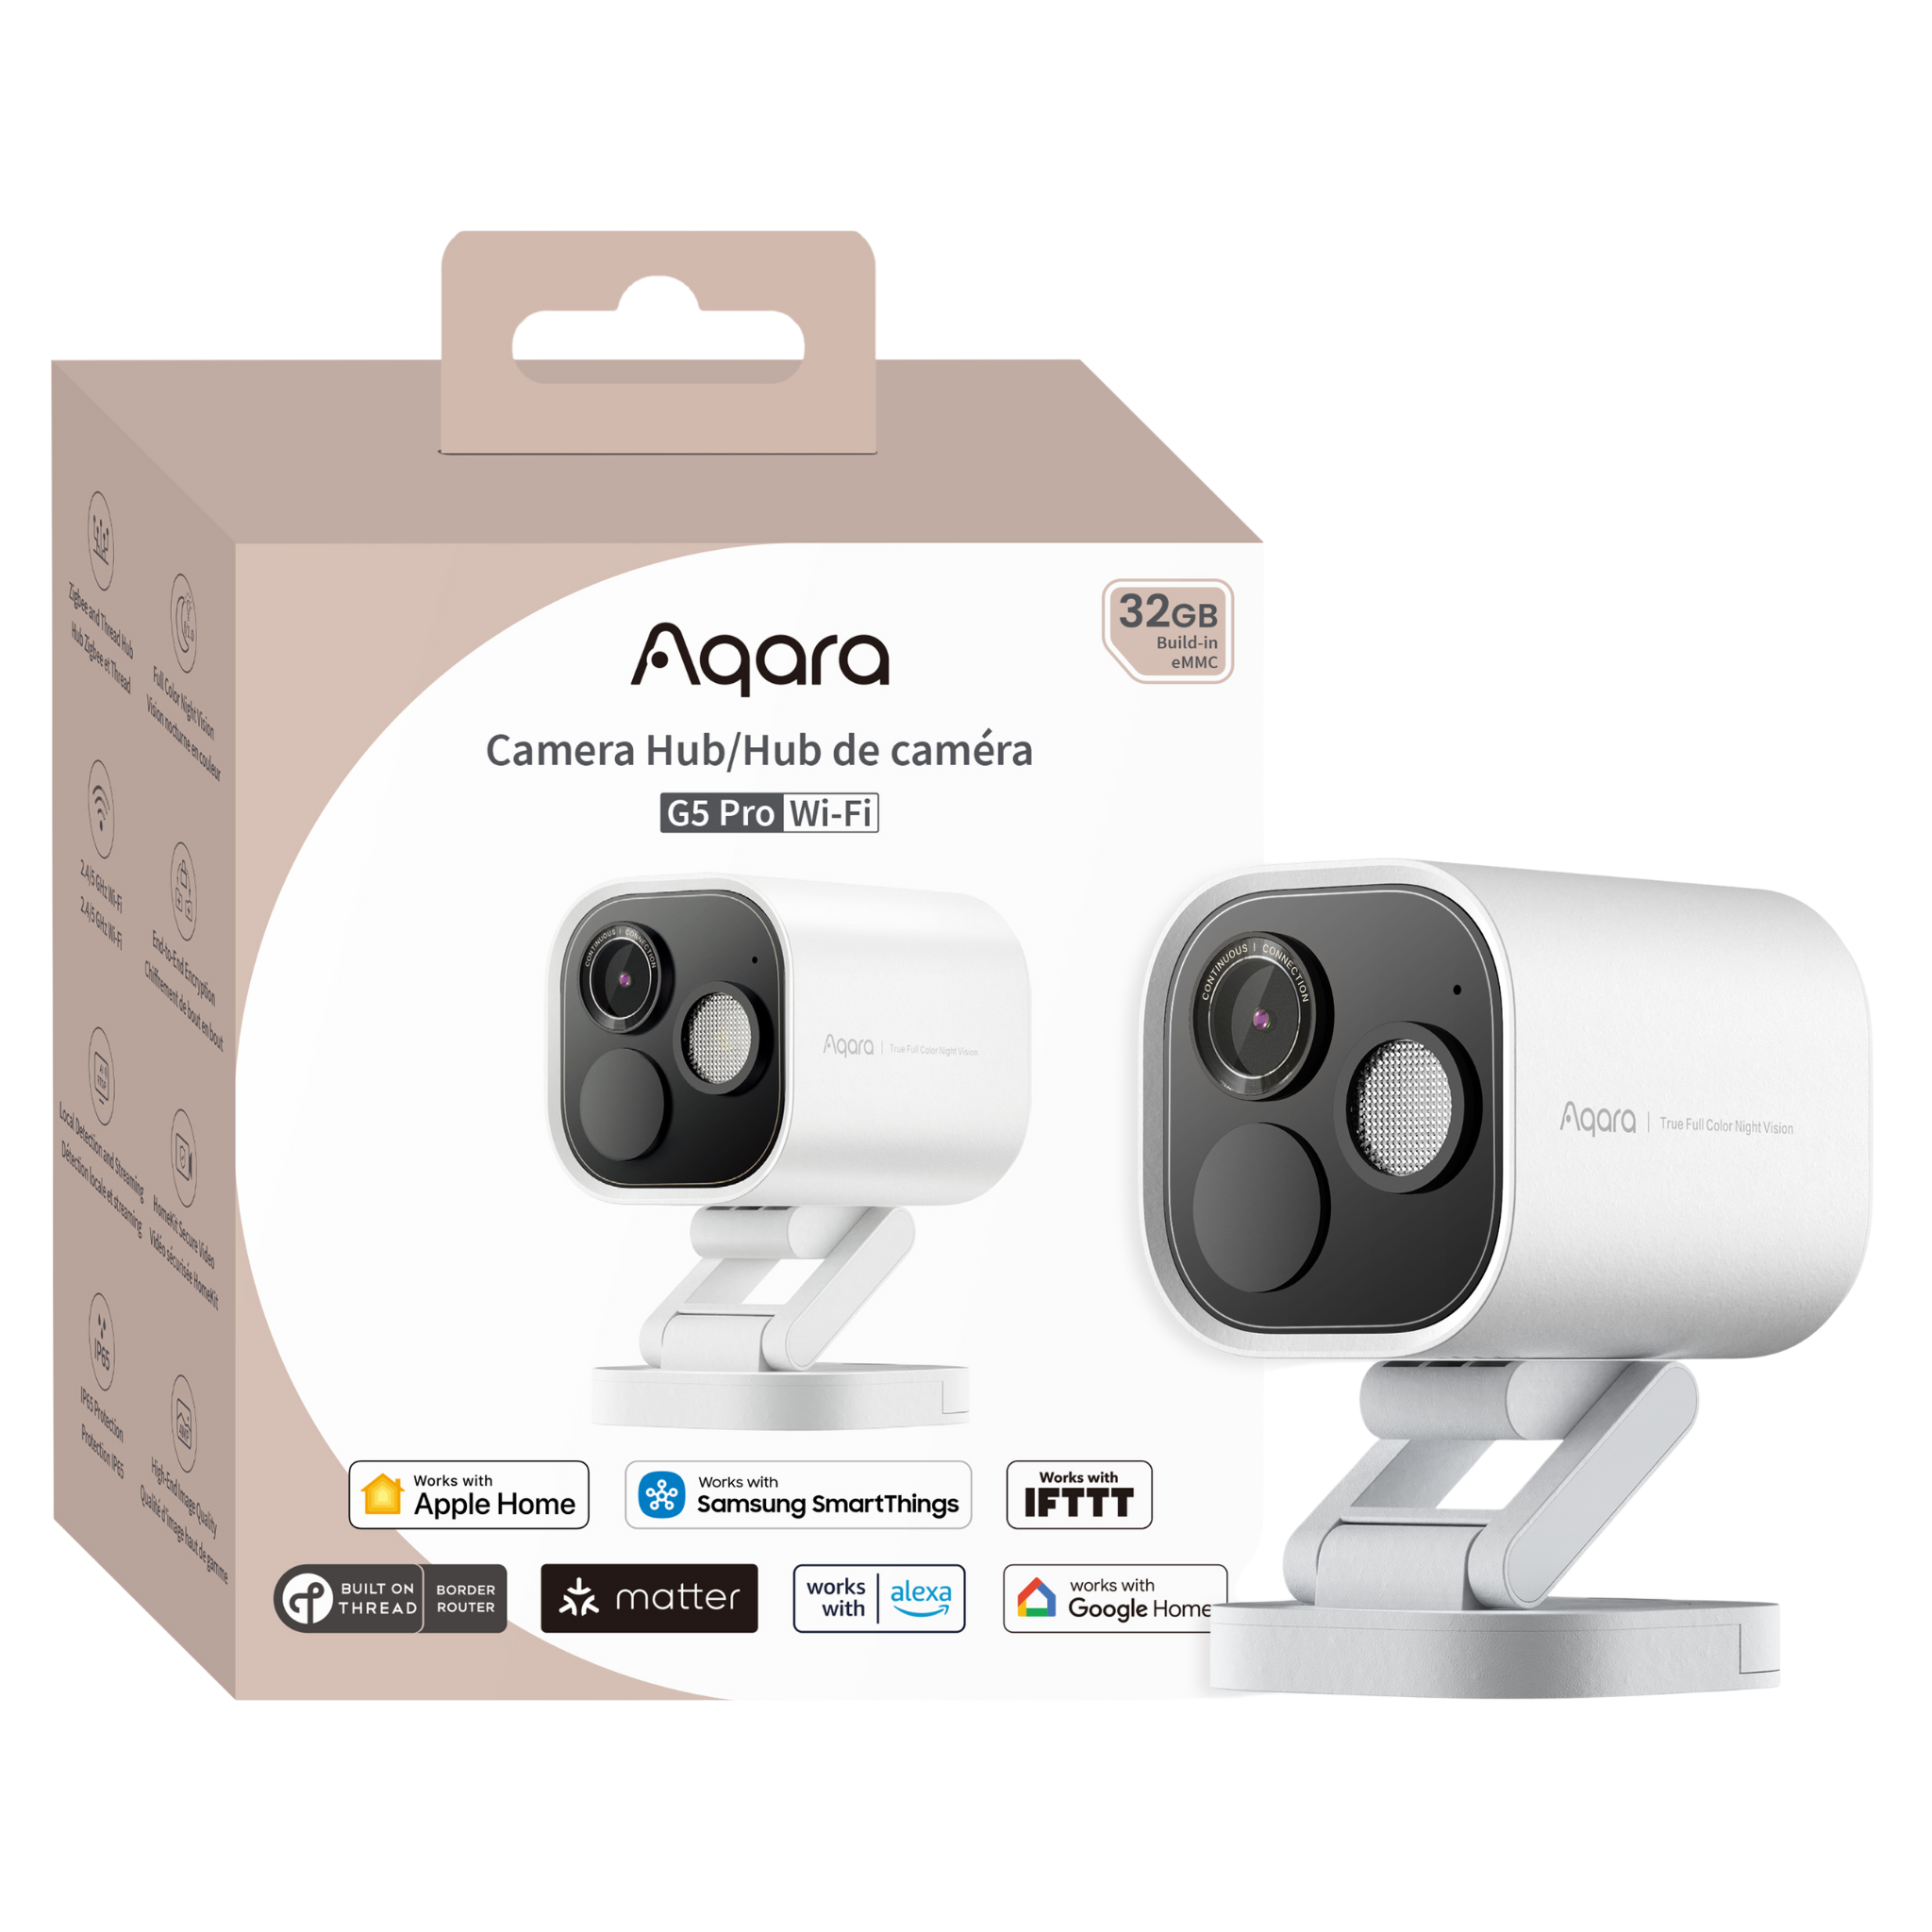 Aqara
32GB
Build-in
eMMC
Camera Hub/Hub de caméra
G5 Pro Wi-Fi
CONTINUOUS | CONNECTION
Aqara | True Full Color Night Vision
Works with
Apple Home
Works with
Samsung SmartThings
Works with
IFTTT
BUILT ON
THREAD
BORDER
ROUTER
matter
works
with
alexa
works with
Google Home
Zigbee and Thread Hub
Hub Zigbee et Thread
Full Color Night Vision
Vision nocturne en couleur
2.4/5 GHz Wi-Fi
2.4/5 GHz Wi-Fi
End-to-End Encryption
Chiffrement de bout en bout
Local Detection and Streaming
Détection locale et streaming
HomeKit Secure Video
Vidéo sécurisée HomeKit
IP65
IP65 Protection
Protection IP65
High-End Image Quality
Qualité d'image haut de gamme
CONTINUOUS | CONNECTION
Aqara | True Full Color Night Vision